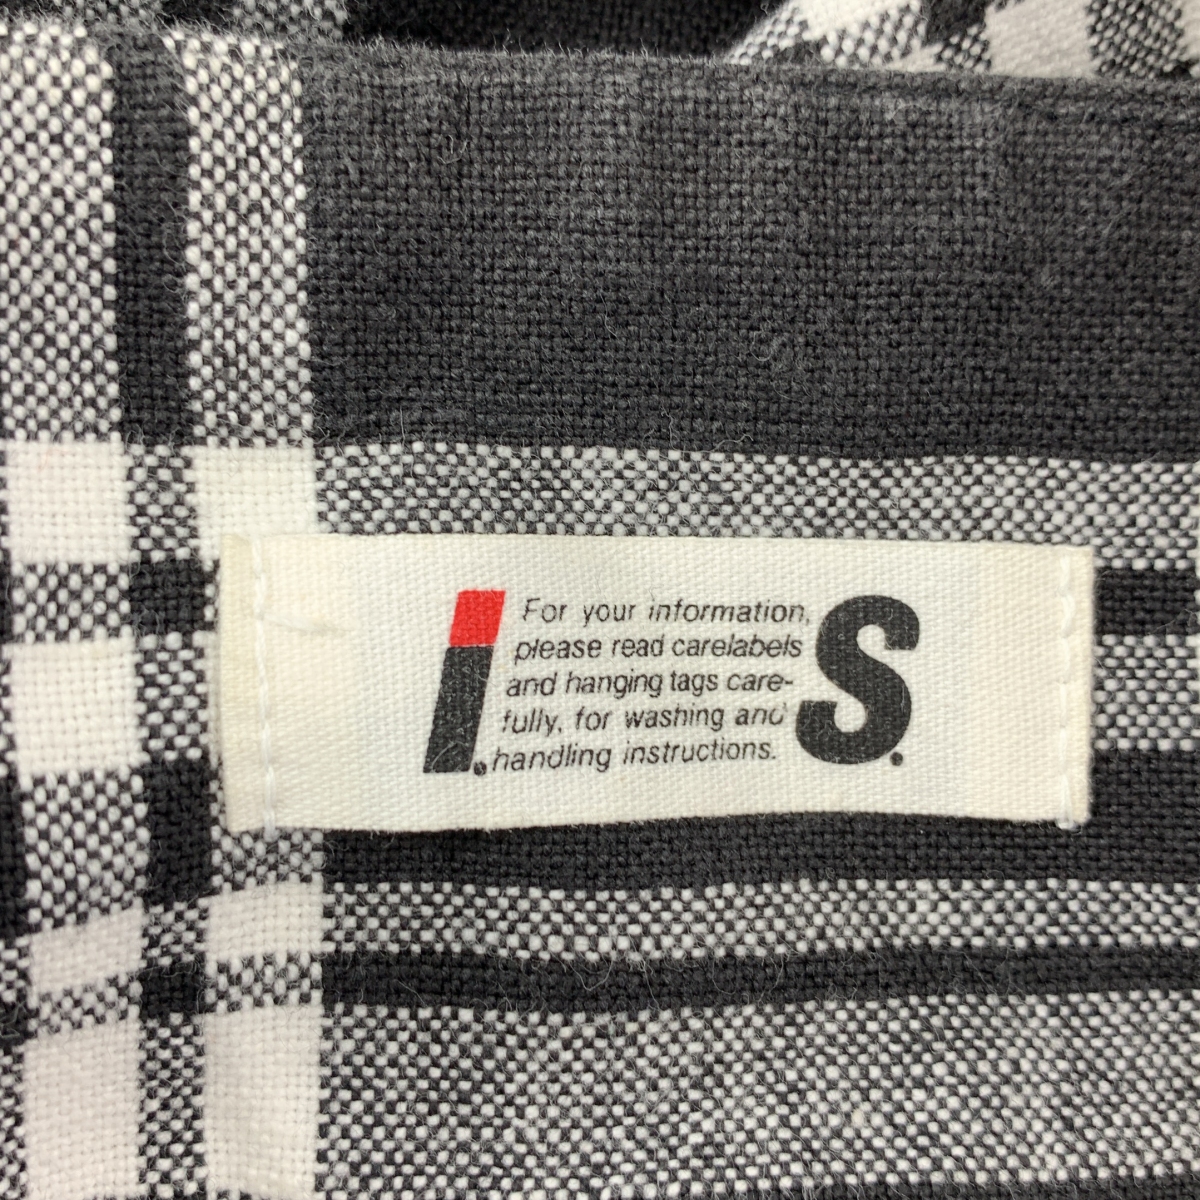 I.S.
For your information,
please read carelabels
and hanging tags care-
fully, for washing and
handling instructions.